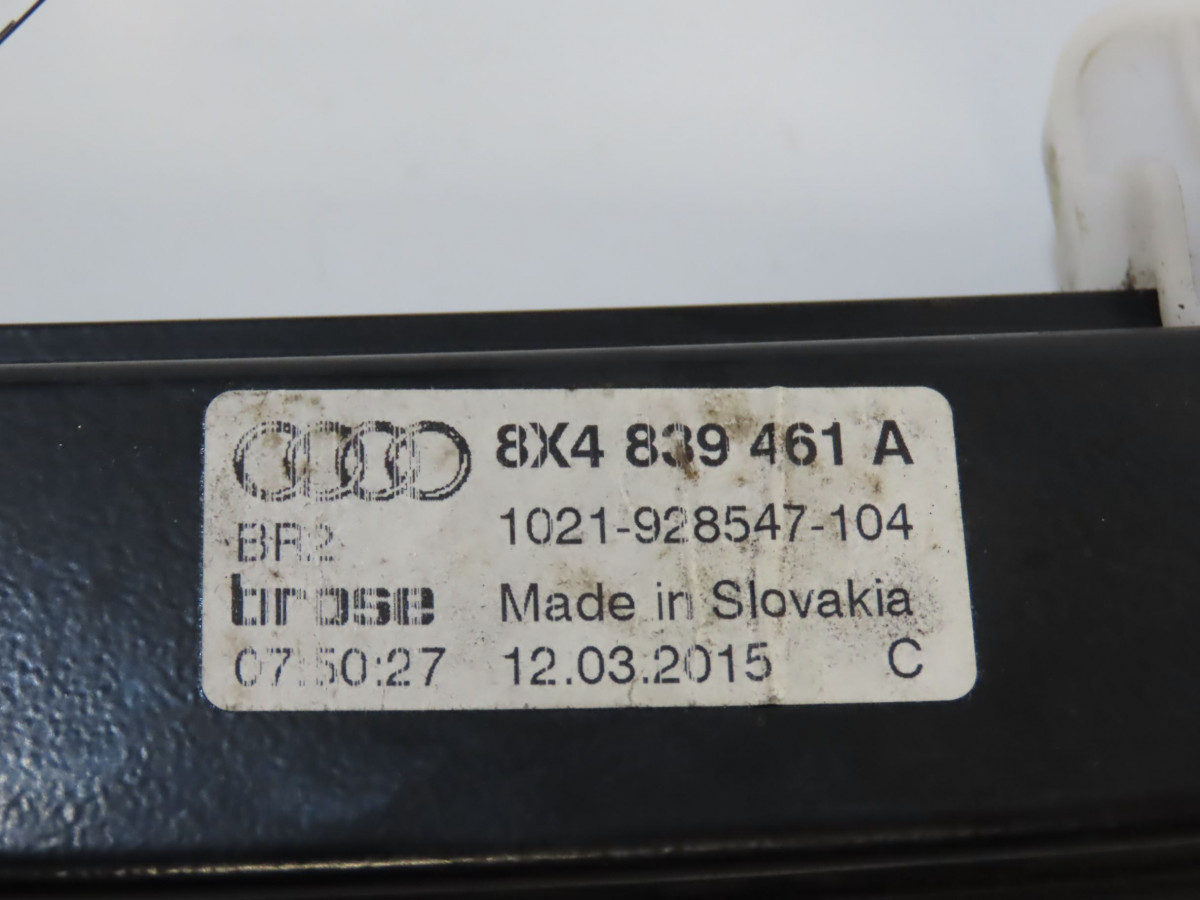 8X4 839 461 A
BR2 1021-928547-104
brose Made in Slovakia
07:50:27 12.03.2015 C